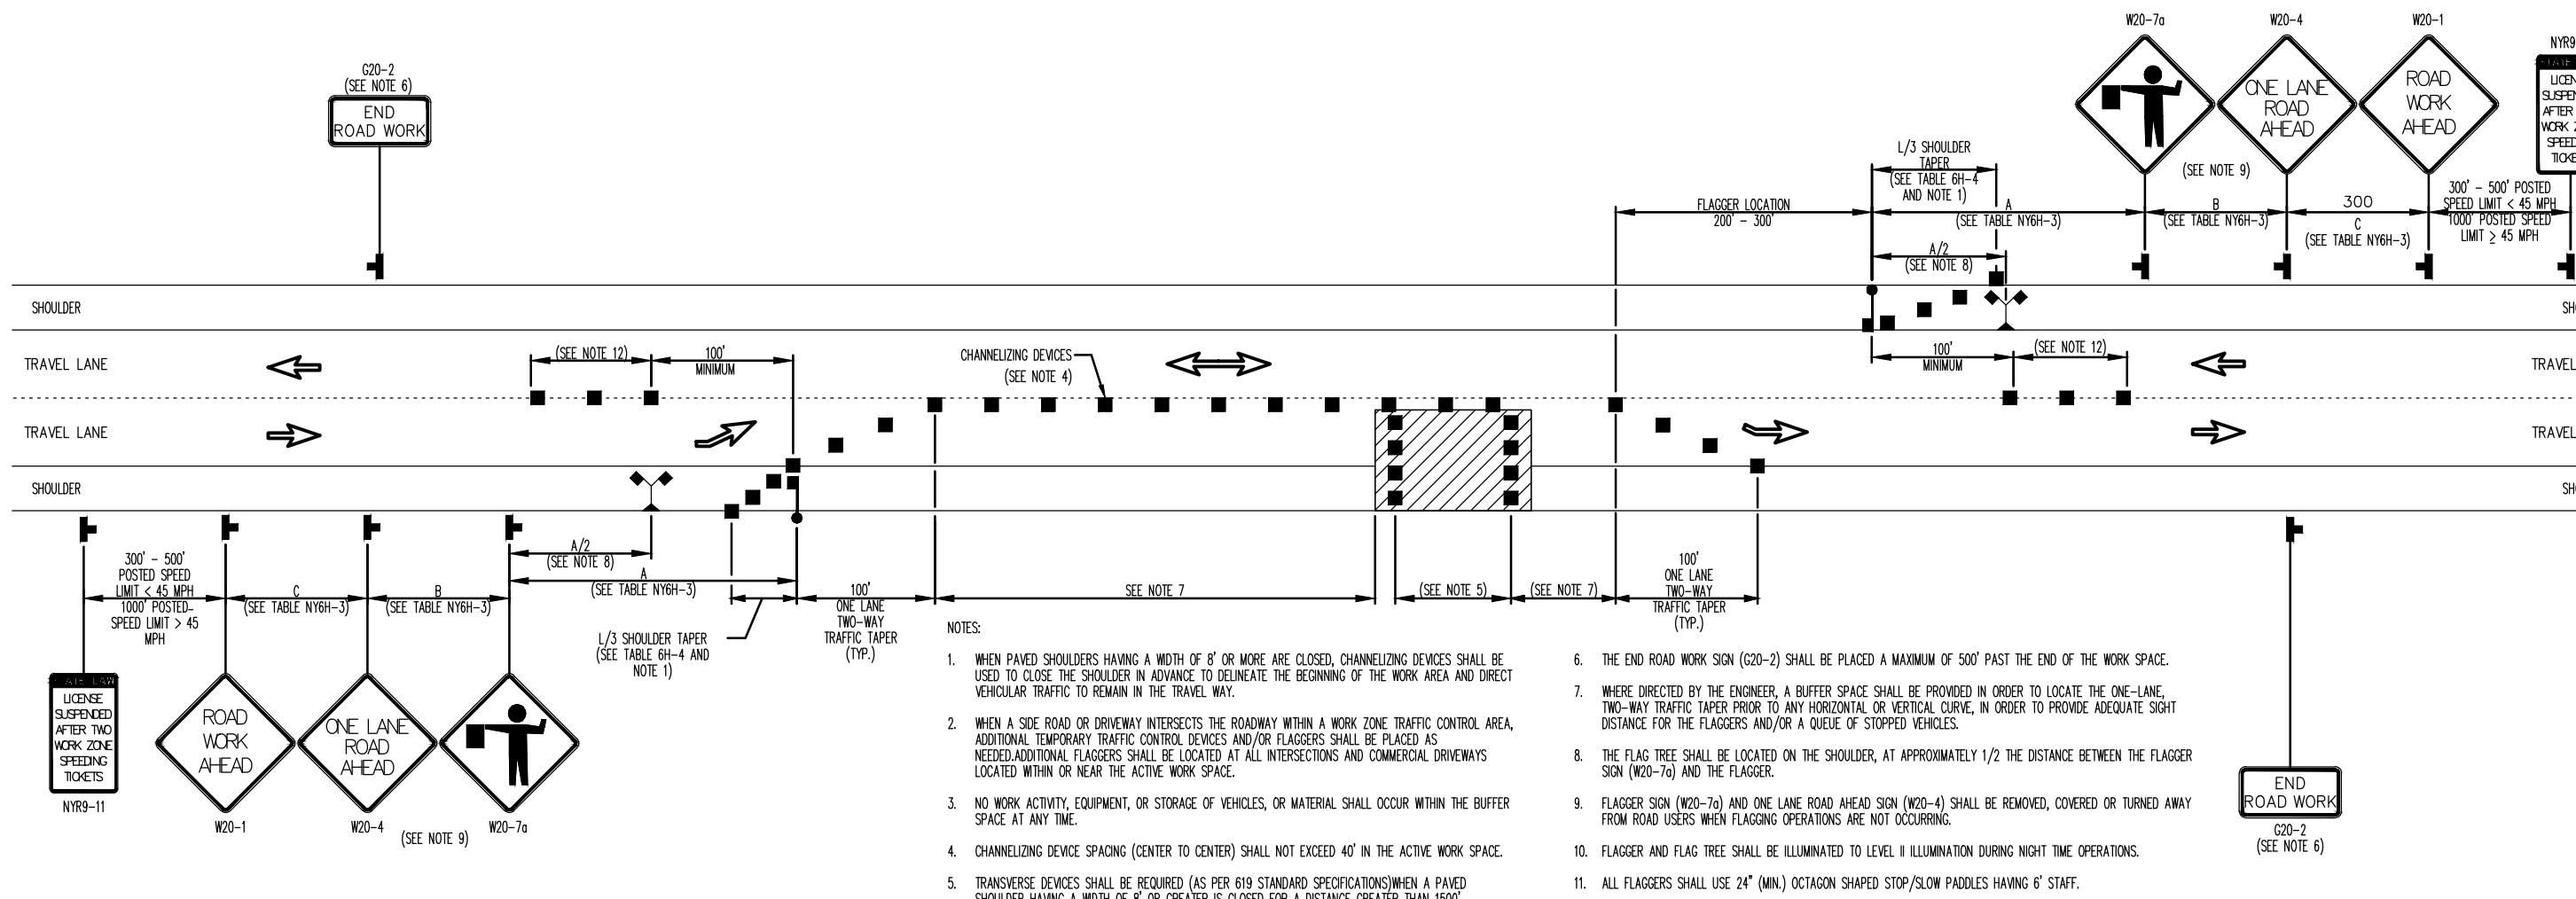 W20-7a
W20-4
W20-1
NYR9
G20-2
(SEE NOTE 6)
END
ROAD WORK
ONE LANE
ROAD
AHEAD
ROAD
WORK
AHEAD
(SEE NOTE 9)
L/3 SHOULDER
TAPER
(SEE TABLE 6H-4
AND NOTE 1)
FLAGGER LOCATION
200' - 300'
A
(SEE TABLE NY6H-3)
B
(SEE TABLE NY6H-3)
300
C
(SEE TABLE NY6H-3)
300' - 500' POSTED
SPEED LIMIT < 45 MPH
1000' POSTED SPEED
LIMIT ≥ 45 MPH
A/2
(SEE NOTE 8)
SHOULDER
TRAVEL LANE
(SEE NOTE 12)
100'
MINIMUM
CHANNELIZING DEVICES
(SEE NOTE 4)
100'
MINIMUM
(SEE NOTE 12)
TRAVEL
TRAVEL LANE
TRAVEL
SHOULDER
300' - 500'
POSTED SPEED
LIMIT < 45 MPH
1000' POSTED
SPEED LIMIT > 45
MPH
C
(SEE TABLE NY6H-3)
B
(SEE TABLE NY6H-3)
A/2
(SEE NOTE 8)
A
(SEE TABLE NY6H-3)
L/3 SHOULDER TAPER
(SEE TABLE 6H-4 AND
NOTE 1)
100'
ONE LANE
TWO-WAY
TRAFFIC TAPER
(TYP.)
SEE NOTE 7
(SEE NOTE 5)
(SEE NOTE 7)
100'
ONE LANE
TWO-WAY
TRAFFIC TAPER
(TYP.)
STATE LAW
LICENSE
SUSPENDED
AFTER TWO
WORK ZONE
SPEEDING
TICKETS
NYR9-11
ROAD
WORK
AHEAD
W20-1
ONE LANE
ROAD
AHEAD
W20-4
(SEE NOTE 9)
W20-7a
NOTES:
1. WHEN PAVED SHOULDERS HAVING A WIDTH OF 8' OR MORE ARE CLOSED, CHANNELIZING DEVICES SHALL BE
USED TO CLOSE THE SHOULDER IN ADVANCE TO DELINEATE THE BEGINNING OF THE WORK AREA AND DIRECT
VEHICULAR TRAFFIC TO REMAIN IN THE TRAVEL WAY.
2. WHEN A SIDE ROAD OR DRIVEWAY INTERSECTS THE ROADWAY WITHIN A WORK ZONE TRAFFIC CONTROL AREA,
ADDITIONAL TEMPORARY TRAFFIC CONTROL DEVICES AND/OR FLAGGERS SHALL BE PLACED AS
NEEDED.ADDITIONAL FLAGGERS SHALL BE LOCATED AT ALL INTERSECTIONS AND COMMERCIAL DRIVEWAYS
LOCATED WITHIN OR NEAR THE ACTIVE WORK SPACE.
3. NO WORK ACTIVITY, EQUIPMENT, OR STORAGE OF VEHICLES, OR MATERIAL SHALL OCCUR WITHIN THE BUFFER
SPACE AT ANY TIME.
4. CHANNELIZING DEVICE SPACING (CENTER TO CENTER) SHALL NOT EXCEED 40' IN THE ACTIVE WORK SPACE.
5. TRANSVERSE DEVICES SHALL BE REQUIRED (AS PER 619 STANDARD SPECIFICATIONS)WHEN A PAVED
SHOULDER HAVING A WIDTH OF 8' OR GREATER IS CLOSED FOR A DISTANCE GREATER THAN 1500'
6. THE END ROAD WORK SIGN (G20-2) SHALL BE PLACED A MAXIMUM OF 500' PAST THE END OF THE WORK SPACE.
7. WHERE DIRECTED BY THE ENGINEER, A BUFFER SPACE SHALL BE PROVIDED IN ORDER TO LOCATE THE ONE-LANE,
TWO-WAY TRAFFIC TAPER PRIOR TO ANY HORIZONTAL OR VERTICAL CURVE, IN ORDER TO PROVIDE ADEQUATE SIGHT
DISTANCE FOR THE FLAGGERS AND/OR A QUEUE OF STOPPED VEHICLES.
8. THE FLAG TREE SHALL BE LOCATED ON THE SHOULDER, AT APPROXIMATELY 1/2 THE DISTANCE BETWEEN THE FLAGGER
SIGN (W20-7a) AND THE FLAGGER.
9. FLAGGER SIGN (W20-7a) AND ONE LANE ROAD AHEAD SIGN (W20-4) SHALL BE REMOVED, COVERED OR TURNED AWAY
FROM ROAD USERS WHEN FLAGGING OPERATIONS ARE NOT OCCURRING.
10. FLAGGER AND FLAG TREE SHALL BE ILLUMINATED TO LEVEL II ILLUMINATION DURING NIGHT TIME OPERATIONS.
11. ALL FLAGGERS SHALL USE 24" (MIN.) OCTAGON SHAPED STOP/SLOW PADDLES HAVING 6' STAFF.
END
ROAD WORK
G20-2
(SEE NOTE 6)